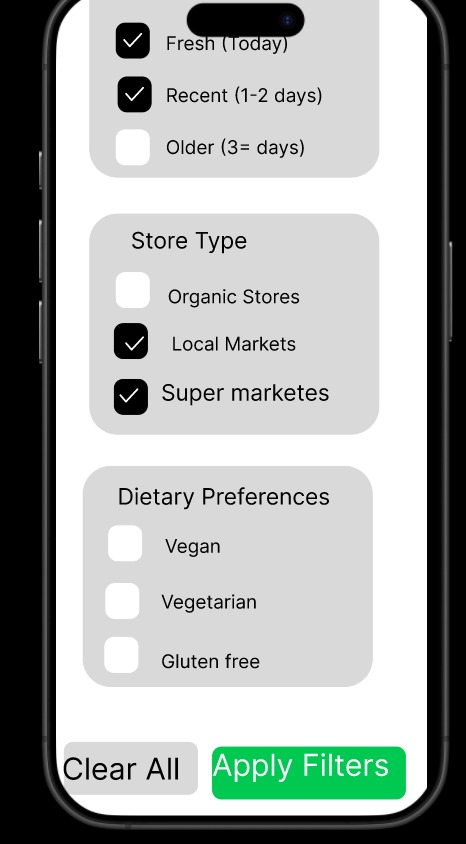 Fresh (Today)
Recent (1-2 days)
Older (3= days)
Store Type
Organic Stores
Local Markets
Super marketes
Dietary Preferences
Vegan
Vegetarian
Gluten free
Clear All
Apply Filters